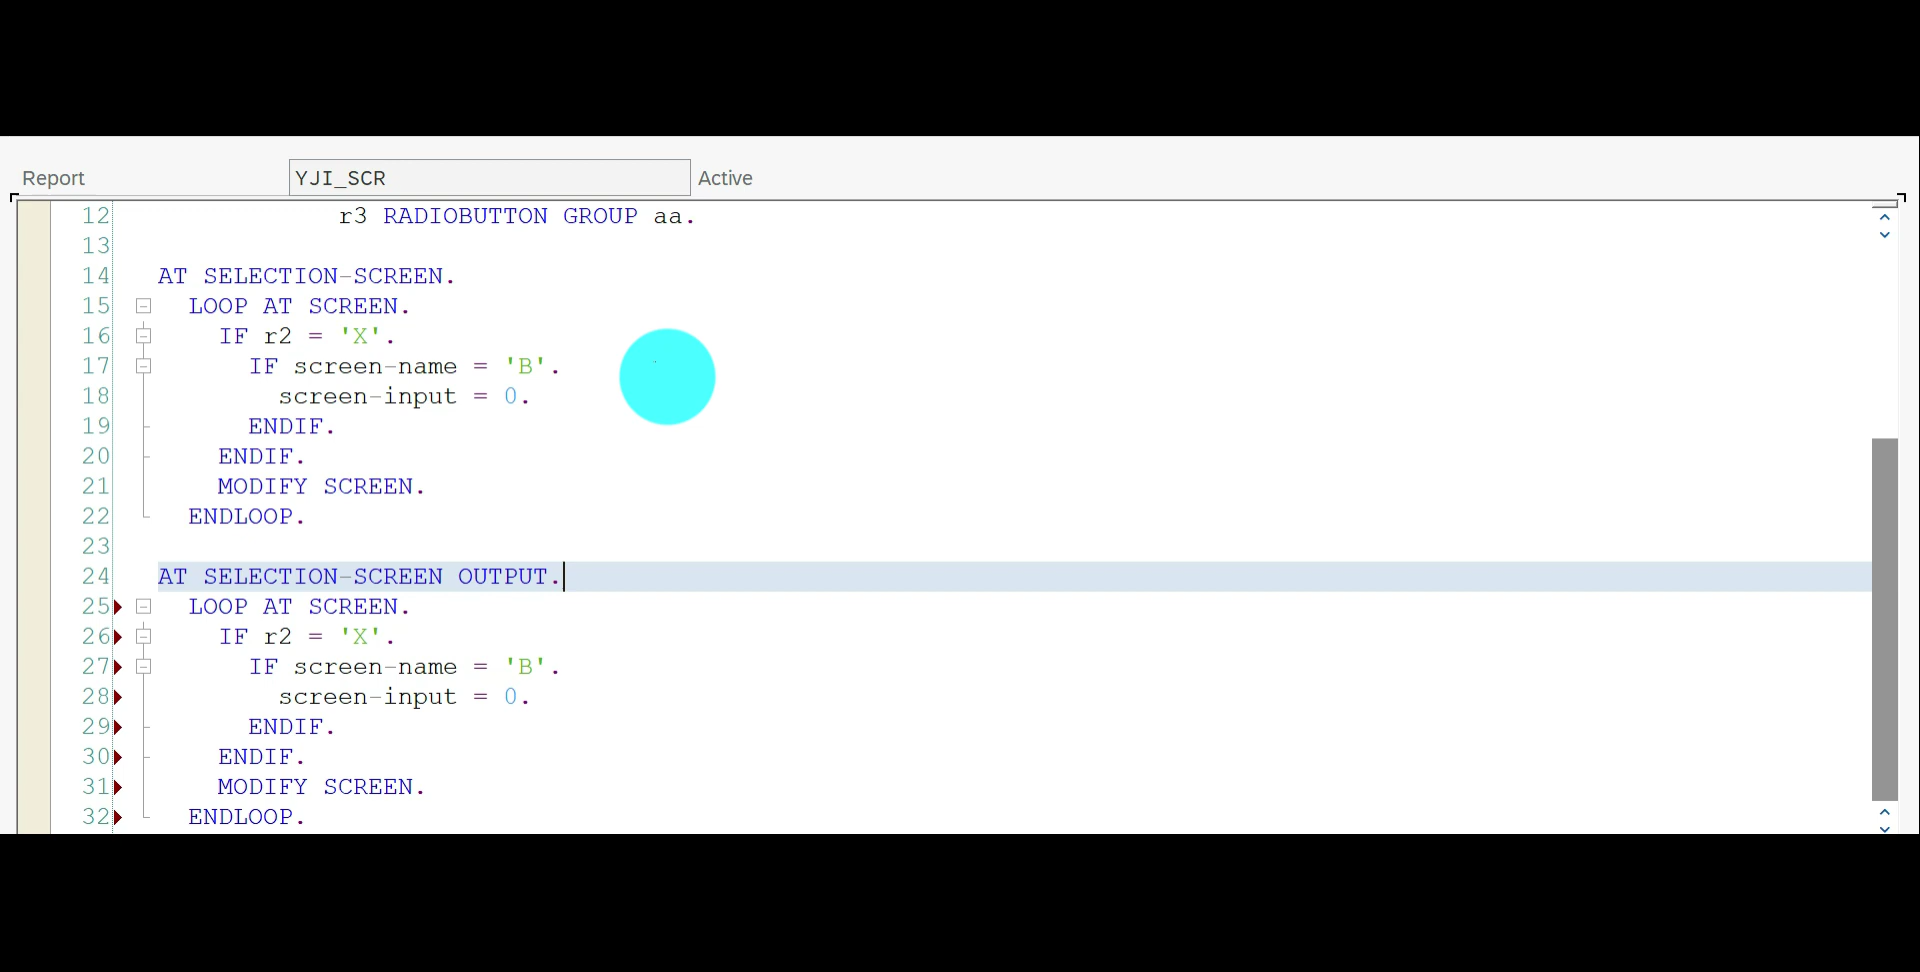 Report YJI_SCR Active
12 r3 RADIOBUTTON GROUP aa.
13
14 AT SELECTION-SCREEN.
15 LOOP AT SCREEN.
16 IF r2 = 'X'.
17 IF screen-name = 'B'.
18 screen-input = 0.
19 ENDIF.
20 ENDIF.
21 MODIFY SCREEN.
22 ENDLOOP.
23
24 AT SELECTION-SCREEN OUTPUT.
25 LOOP AT SCREEN.
26 IF r2 = 'X'.
27 IF screen-name = 'B'.
28 screen-input = 0.
29 ENDIF.
30 ENDIF.
31 MODIFY SCREEN.
32 ENDLOOP.